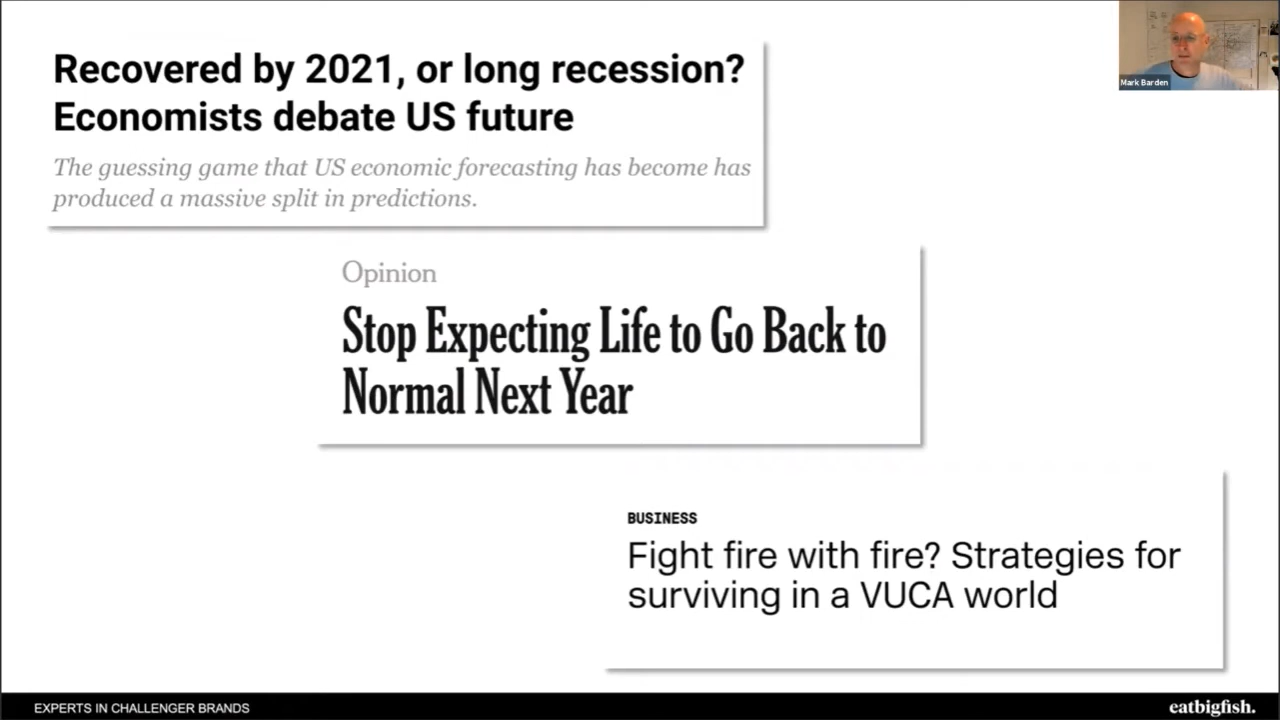 Recovered by 2021, or long recession?
Economists debate US future
The guessing game that US economic forecasting has become has
produced a massive split in predictions.
Mark Barden
Opinion
Stop Expecting Life to Go Back to
Normal Next Year
BUSINESS
Fight fire with fire? Strategies for
surviving in a VUCA world
EXPERTS IN CHALLENGER BRANDS
eatbigfish.